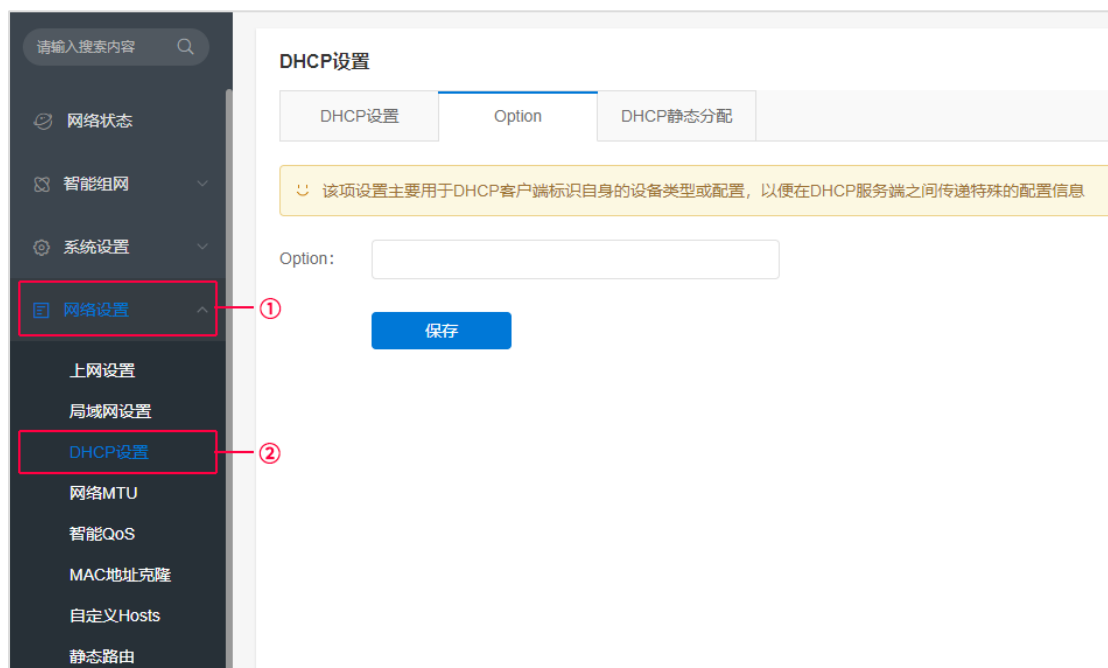 请输入搜索内容
网络状态
智能组网
系统设置
网络设置
①
上网设置
局域网设置
DHCP设置
②
网络MTU
智能QoS
MAC地址克隆
自定义Hosts
静态路由
DHCP设置
DHCP设置 Option DHCP静态分配
该项设置主要用于DHCP客户端标识自身的设备类型或配置，以便在DHCP服务端之间传递特殊的配置信息
Option：
保存